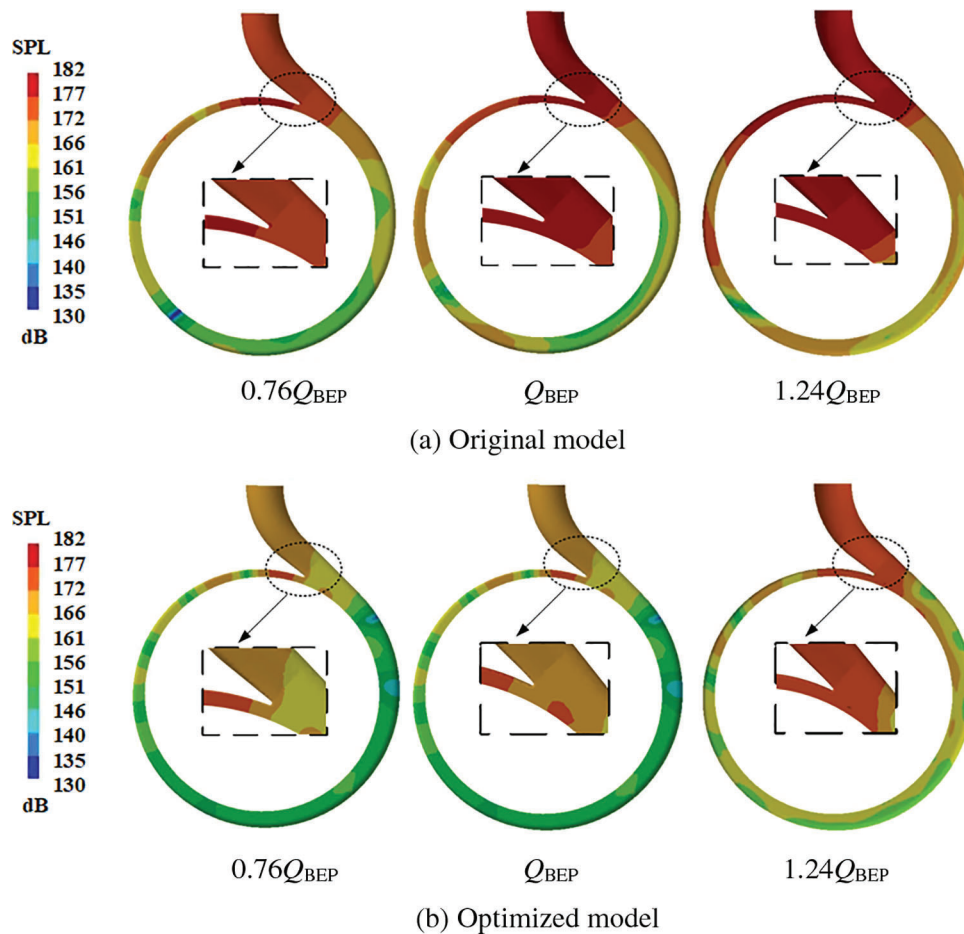 SPL
182
177
172
166
161
156
151
146
140
135
130
dB
0.76QBEP
QBEP
1.24QBEP
(a) Original model
SPL
182
177
172
166
161
156
151
146
140
135
130
dB
0.76QBEP
QBEP
1.24QBEP
(b) Optimized model